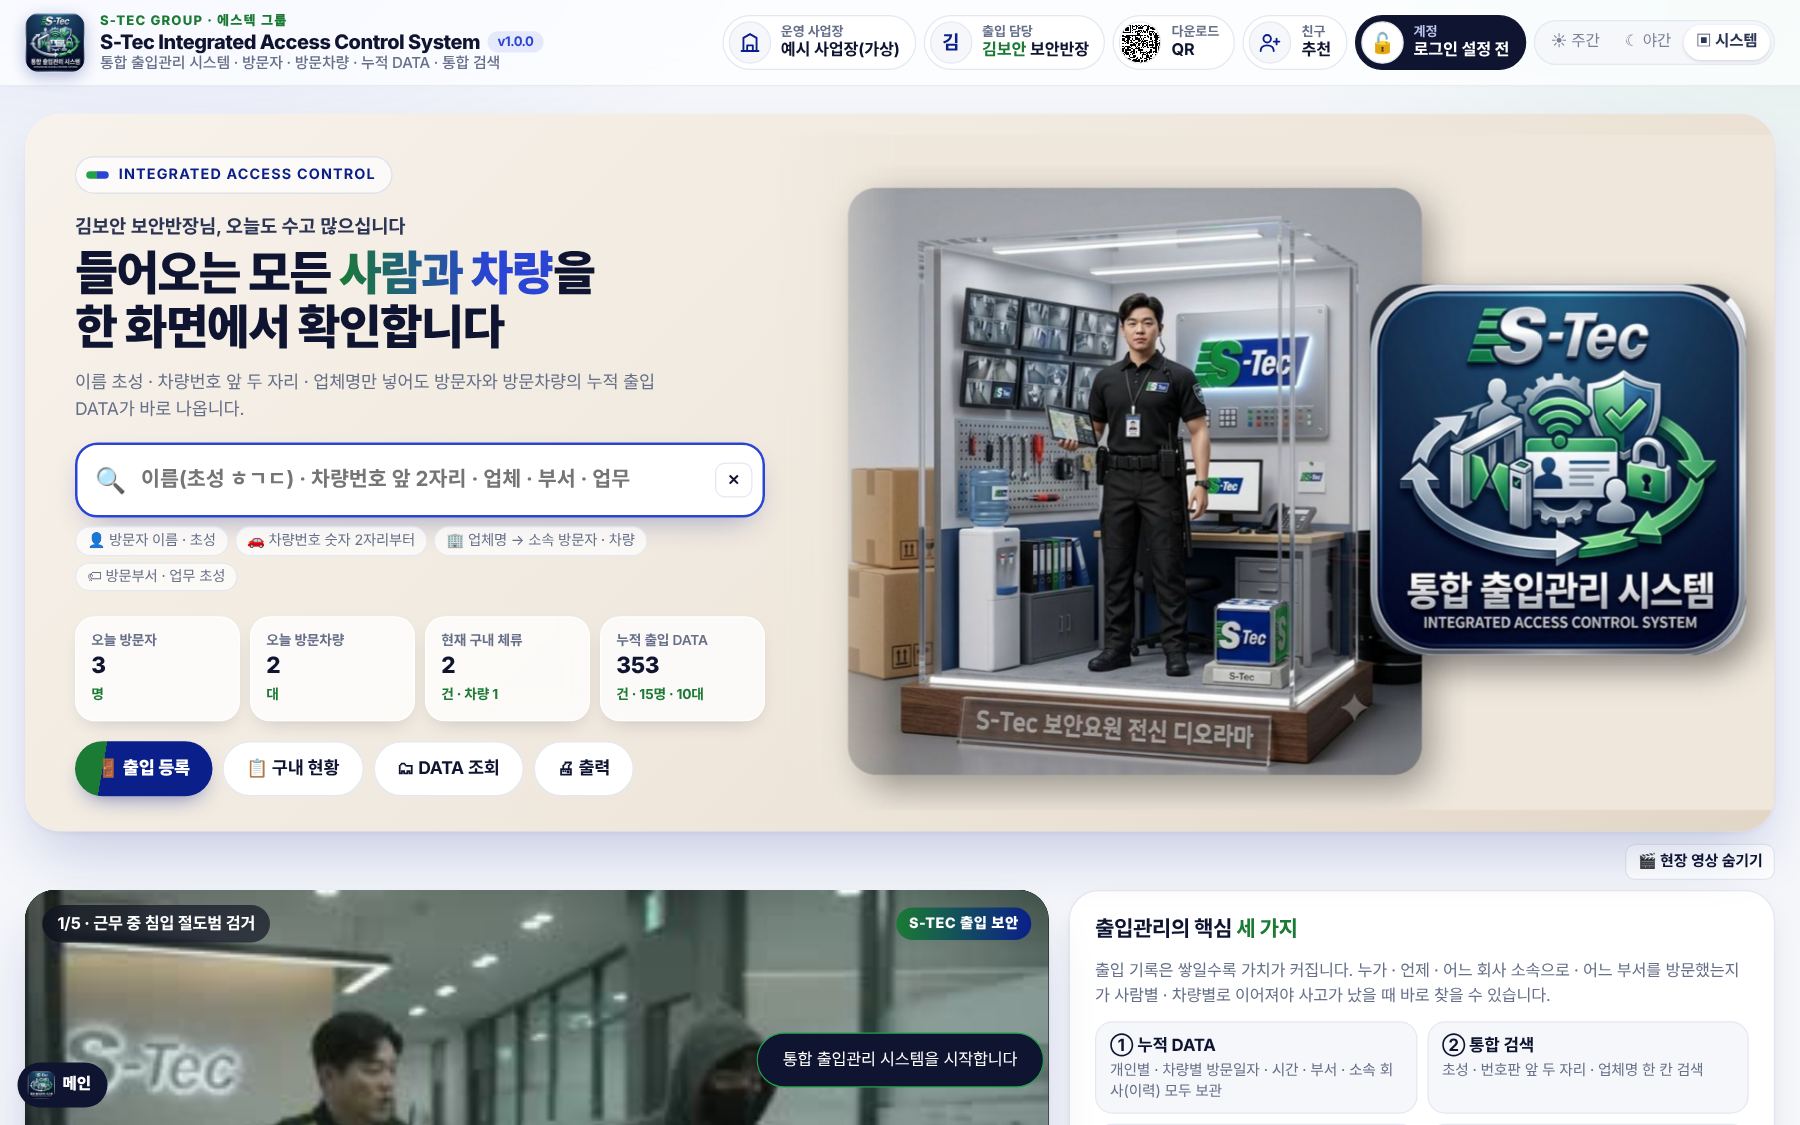 S-TEC GROUP · 에스텍 그룹
S-Tec Integrated Access Control System v1.0.0
통합 출입관리 시스템 · 방문자 · 방문차량 · 누적 DATA · 통합 검색
운영 사업장
예시 사업장(가상)
김
출입 담당
김보안 보안반장
다운로드
QR
친구
추천
계정
로그인 설정 전
주간
야간
시스템
INTEGRATED ACCESS CONTROL
김보안 보안반장님, 오늘도 수고 많으십니다
들어오는 모든 사람과 차량을
한 화면에서 확인합니다
이름 초성 · 차량번호 앞 두 자리 · 업체명만 넣어도 방문자와 방문차량의 누적 출입
DATA가 바로 나옵니다.
이름(초성 ㅎㄱㄷ) · 차량번호 앞 2자리 · 업체 · 부서 · 업무
방문자 이름 · 초성
차량번호 숫자 2자리부터
업체명 → 소속 방문자 · 차량
방문부서 · 업무 초성
오늘 방문자
3
명
오늘 방문차량
2
대
현재 구내 체류
2
건 · 차량 1
누적 출입 DATA
353
건 · 15명 · 10대
출입 등록
구내 현황
DATA 조회
출력
S-Tec
S-Tec
S-Tec
S-Tec
S-Tec 보안요원 전신 디오라마
S-Tec
통합 출입관리 시스템
INTEGRATED ACCESS CONTROL SYSTEM
현장 영상 숨기기
1/5 · 근무 중 침입 절도범 검거
S-TEC 출입 보안
S-Tec
메인
통합 출입관리 시스템을 시작합니다
출입관리의 핵심 세 가지
출입 기록은 쌓일수록 가치가 커집니다. 누가 · 언제 · 어느 회사 소속으로 · 어느 부서를 방문했는지
가 사람별 · 차량별로 이어져야 사고가 났을 때 바로 찾을 수 있습니다.
① 누적 DATA
개인별 · 차량별 방문일자 · 시간 · 부서 · 소속 회
사(이력) 모두 보관
② 통합 검색
초성 · 번호판 앞 두 자리 · 업체명 한 칸 검색